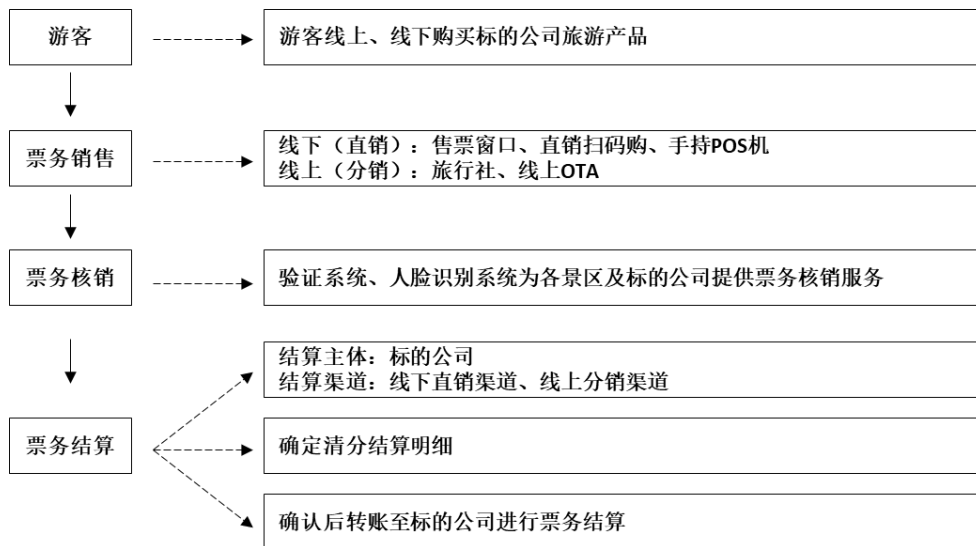 游客
游客线上、线下购买标的公司旅游产品
票务销售
线下（直销）：售票窗口、直销扫码购、手持POS机
线上（分销）：旅行社、线上OTA
票务核销
验证系统、人脸识别系统为各景区及标的公司提供票务核销服务
结算主体：标的公司
结算渠道：线下直销渠道、线上分销渠道
票务结算
确定清分结算明细
确认后转账至标的公司进行票务结算